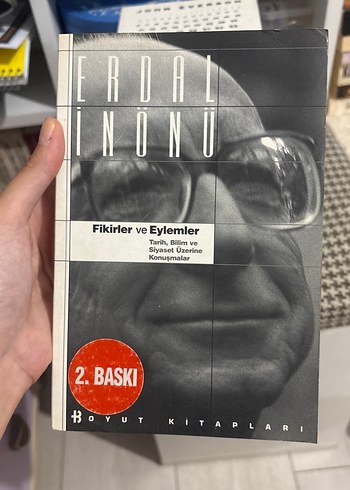 ERDAL
İNÖNÜ
Fikirler ve Eylemler
Tarih, Bilim ve
Siyaset Üzerine
Konuşmalar
2. BASKI
BOYUT KİTAPLARI